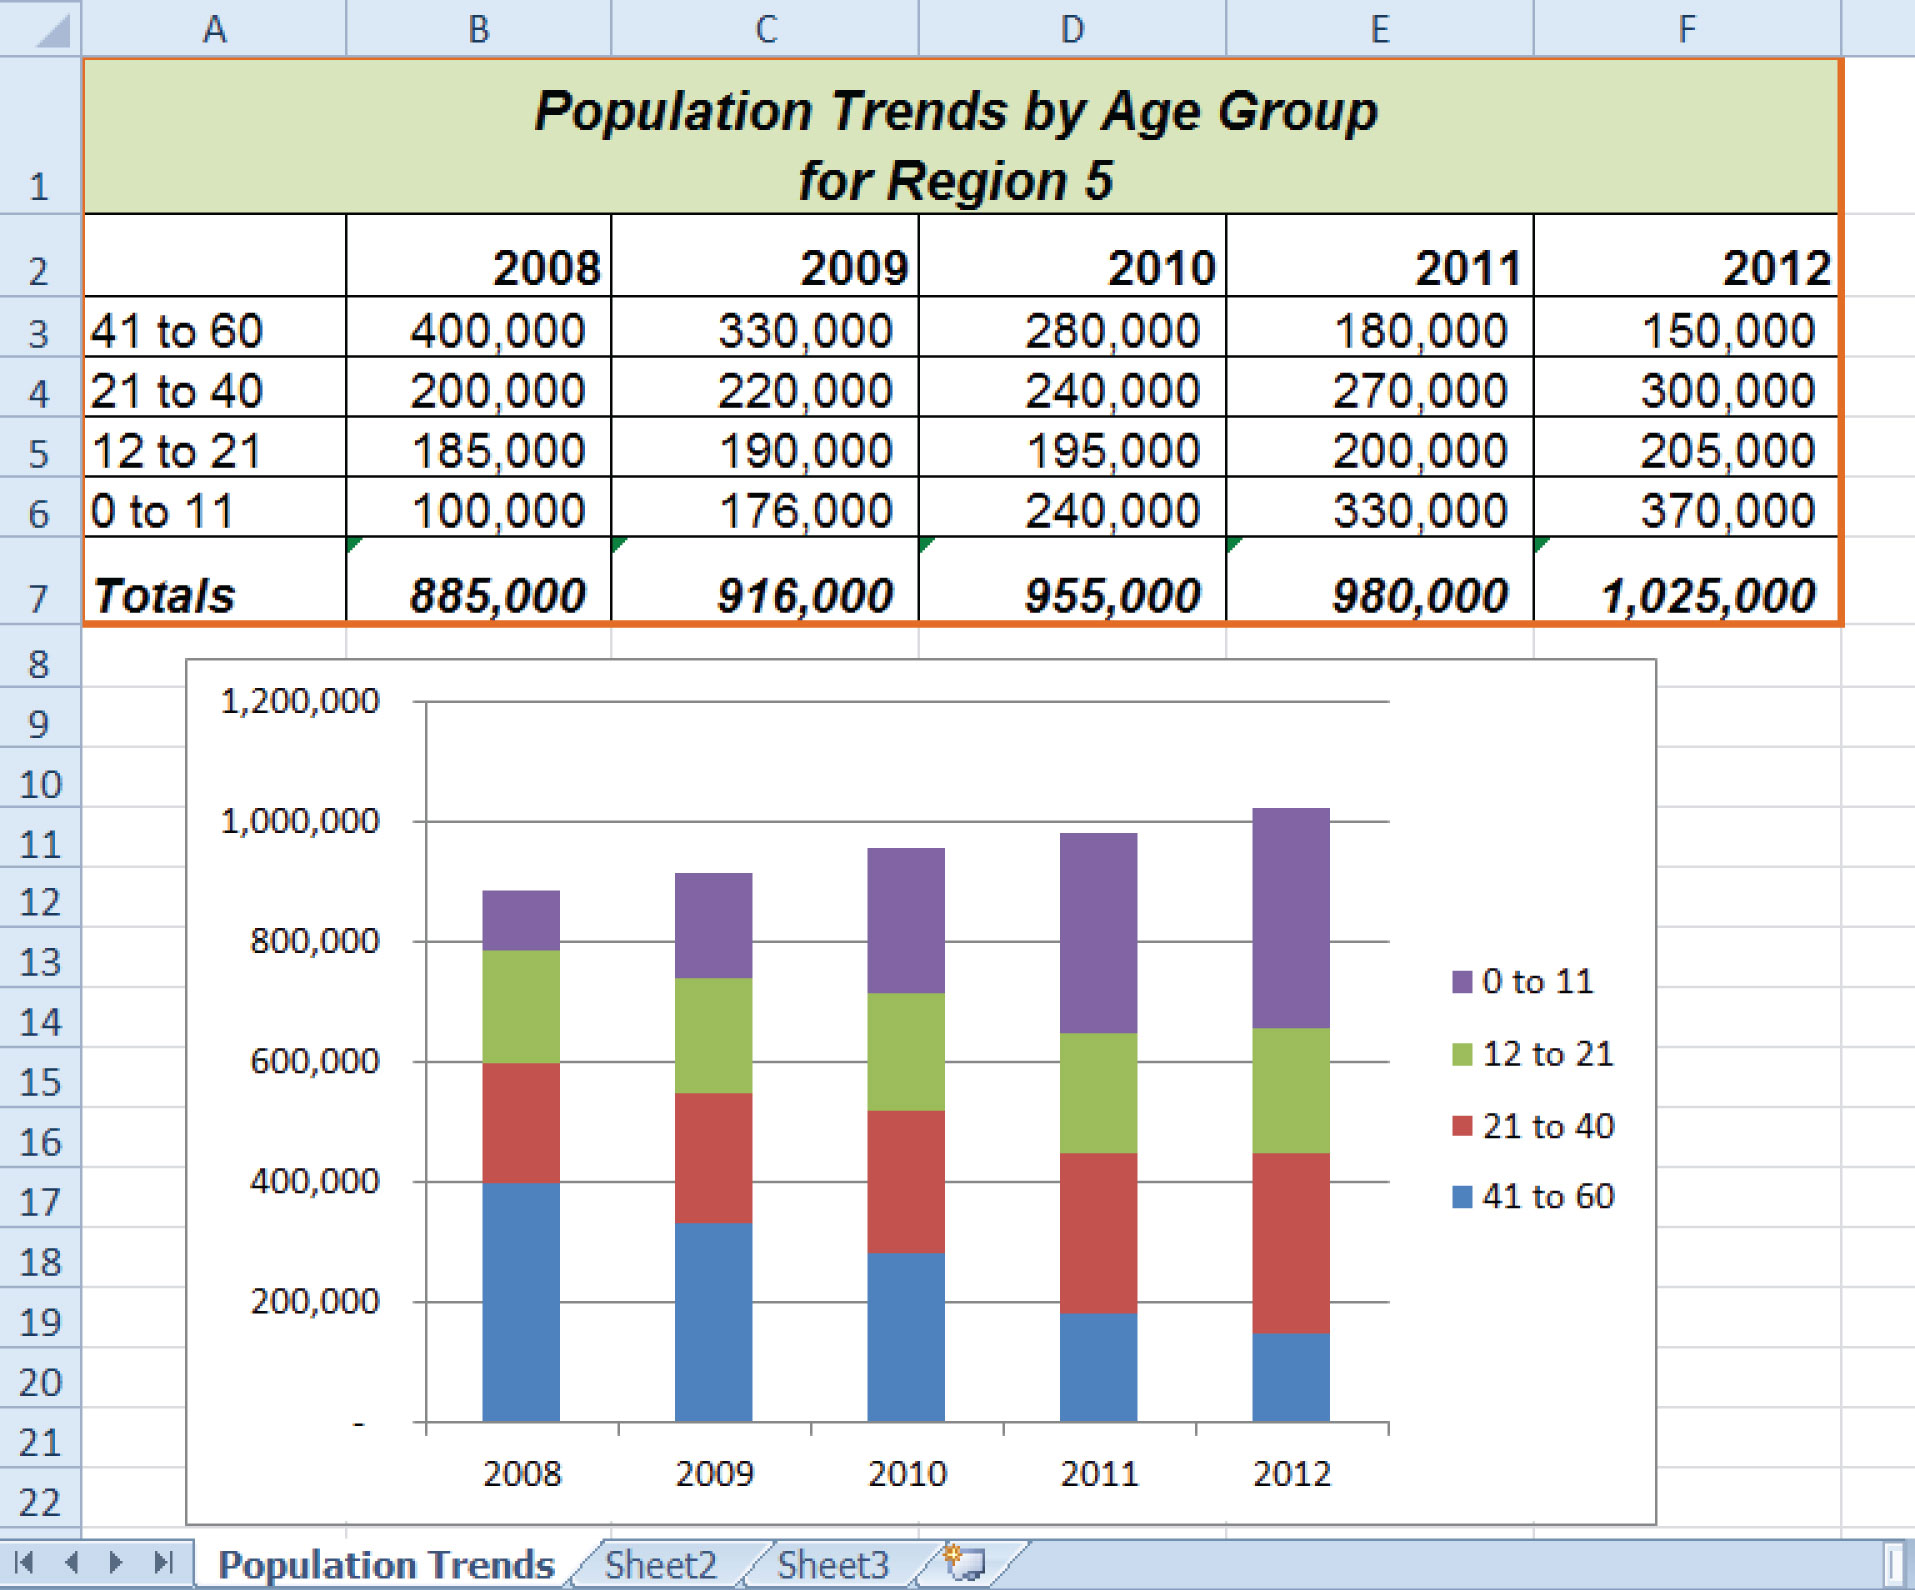 A B C D E F
1 Population Trends by Age Group
for Region 5
2 2008 2009 2010 2011 2012
3 41 to 60 400,000 330,000 280,000 180,000 150,000
4 21 to 40 200,000 220,000 240,000 270,000 300,000
5 12 to 21 185,000 190,000 195,000 200,000 205,000
6 0 to 11 100,000 176,000 240,000 330,000 370,000
7 Totals 885,000 916,000 955,000 980,000 1,025,000
8
9
10
11
12
13
14
15
16
17
18
19
20
21
22
1,200,000
1,000,000
800,000
600,000
400,000
200,000
-
2008 2009 2010 2011 2012
0 to 11
12 to 21
21 to 40
41 to 60
Population Trends Sheet2 Sheet3